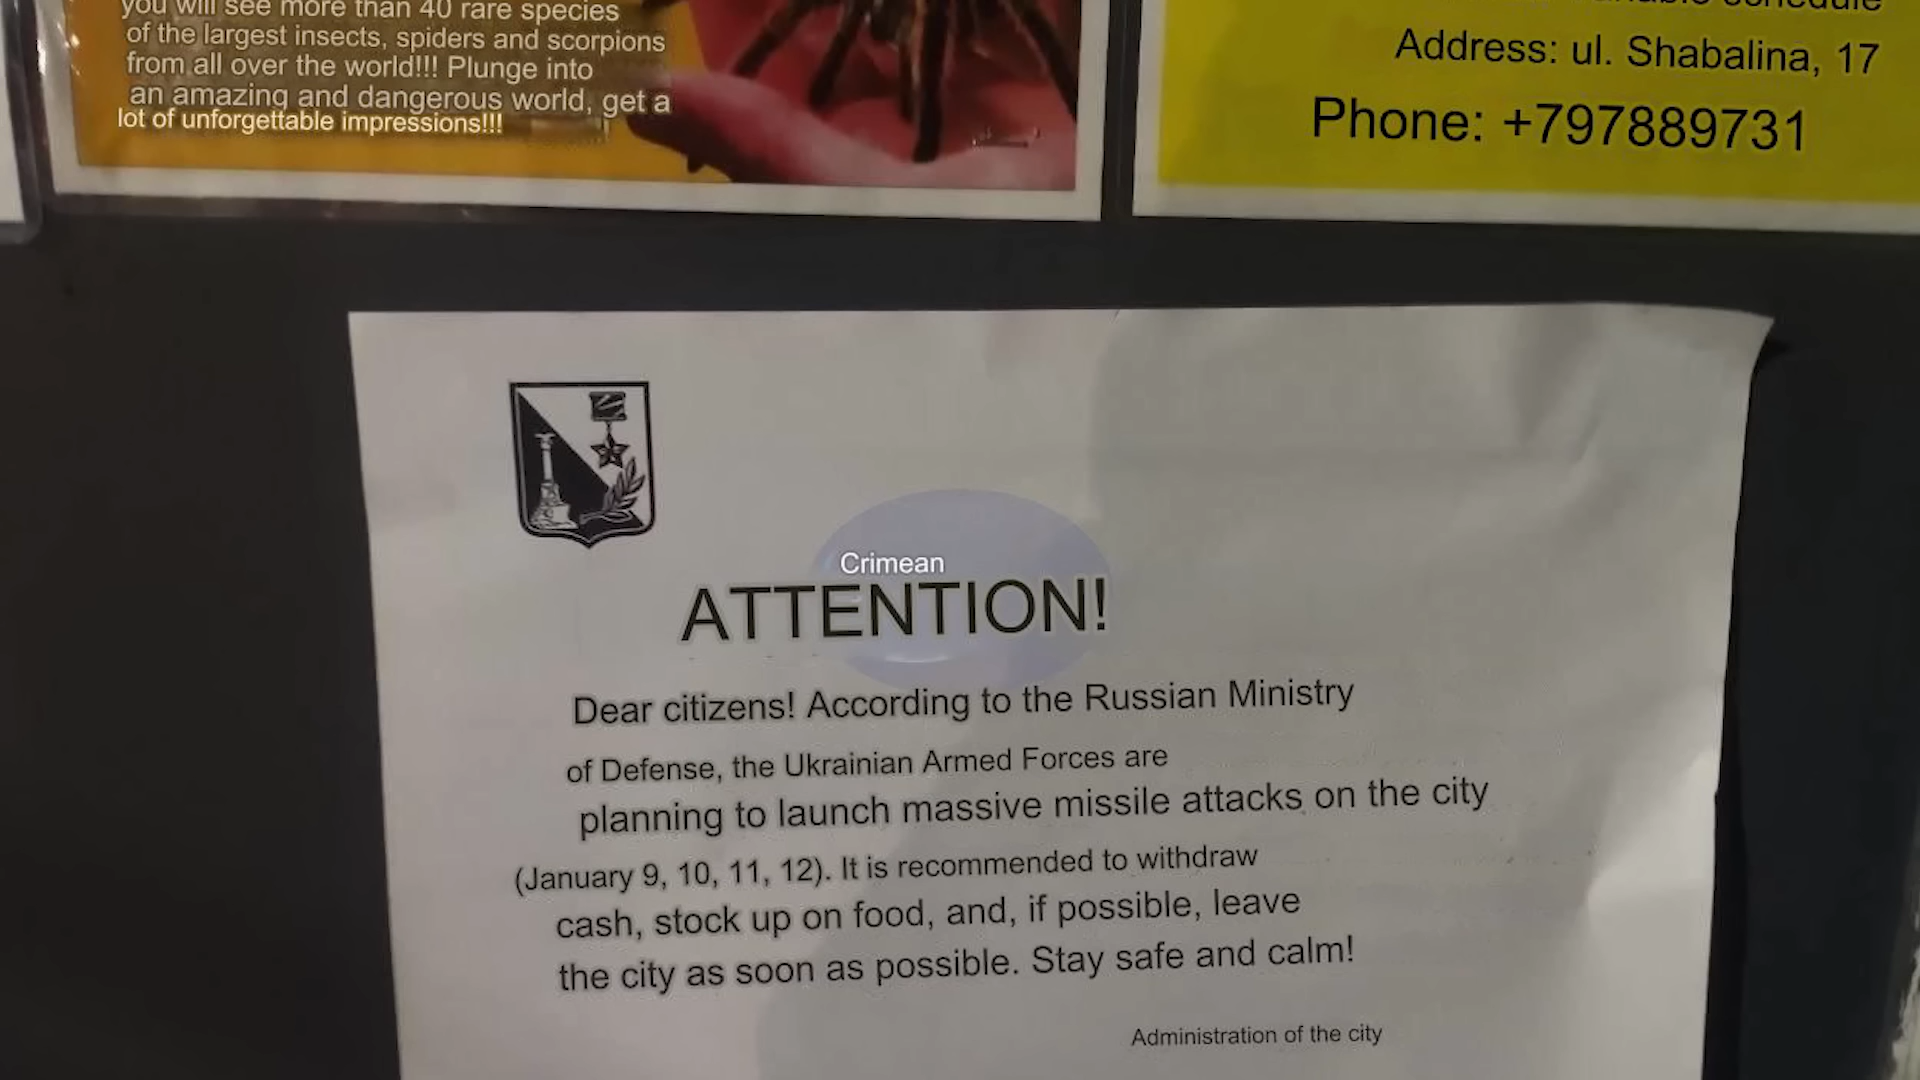 you will see more than 40 rare species
of the largest insects, spiders and scorpions
from all over the world!!! Plunge into
an amazing and dangerous world, get a
lot of unforgettable impressions!!!
schedule
Address: ul. Shabalina, 17
Phone: +797889731
Crimean
ATTENTION!
Dear citizens! According to the Russian Ministry
of Defense, the Ukrainian Armed Forces are
planning to launch massive missile attacks on the city
(January 9, 10, 11, 12). It is recommended to withdraw
cash, stock up on food, and, if possible, leave
the city as soon as possible. Stay safe and calm!
Administration of the city